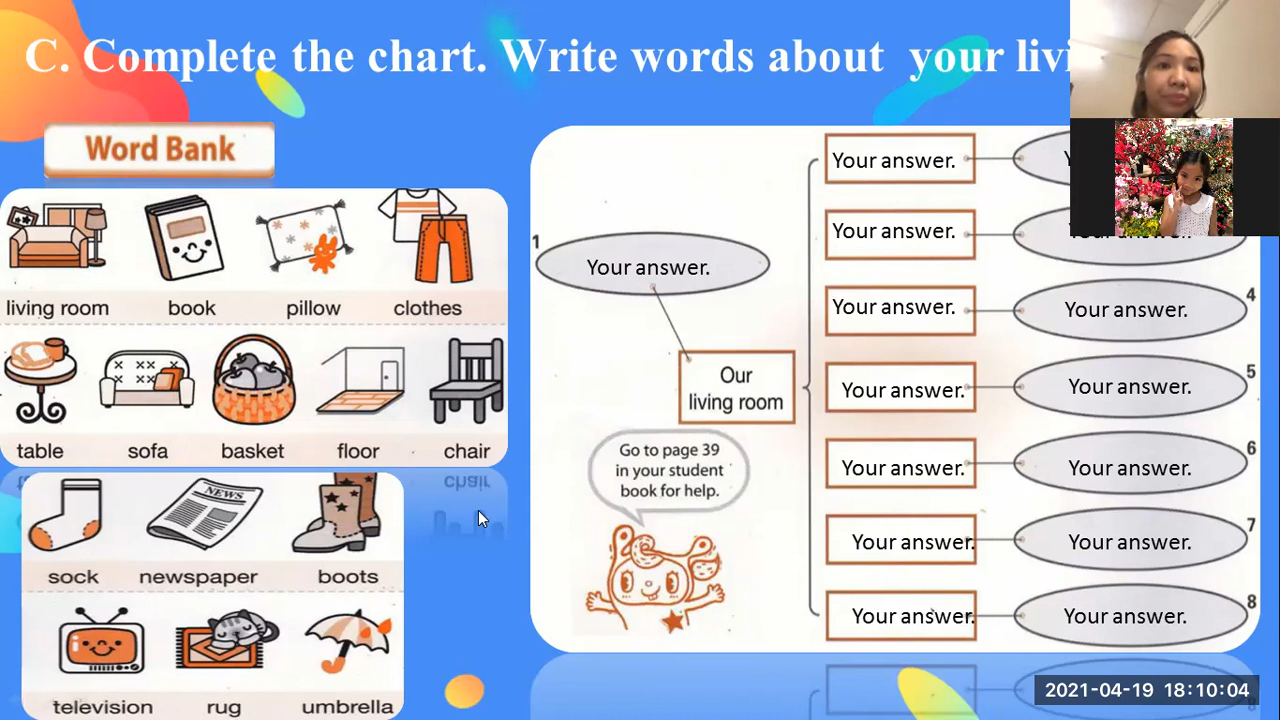 C. Complete the chart. Write words about your
Word Bank
living room book pillow clothes
table sofa basket floor chair
sock newspaper boots
NEWS
television rug umbrella
1
Your answer.
Our
living room
Go to page 39
in your student
book for help.
Your answer.
Your answer.
Your answer. Your answer. 4
Your answer. Your answer. 5
Your answer. Your answer. 6
Your answer. Your answer. 7
Your answer. Your answer. 8
2021-04-19 18:10:04